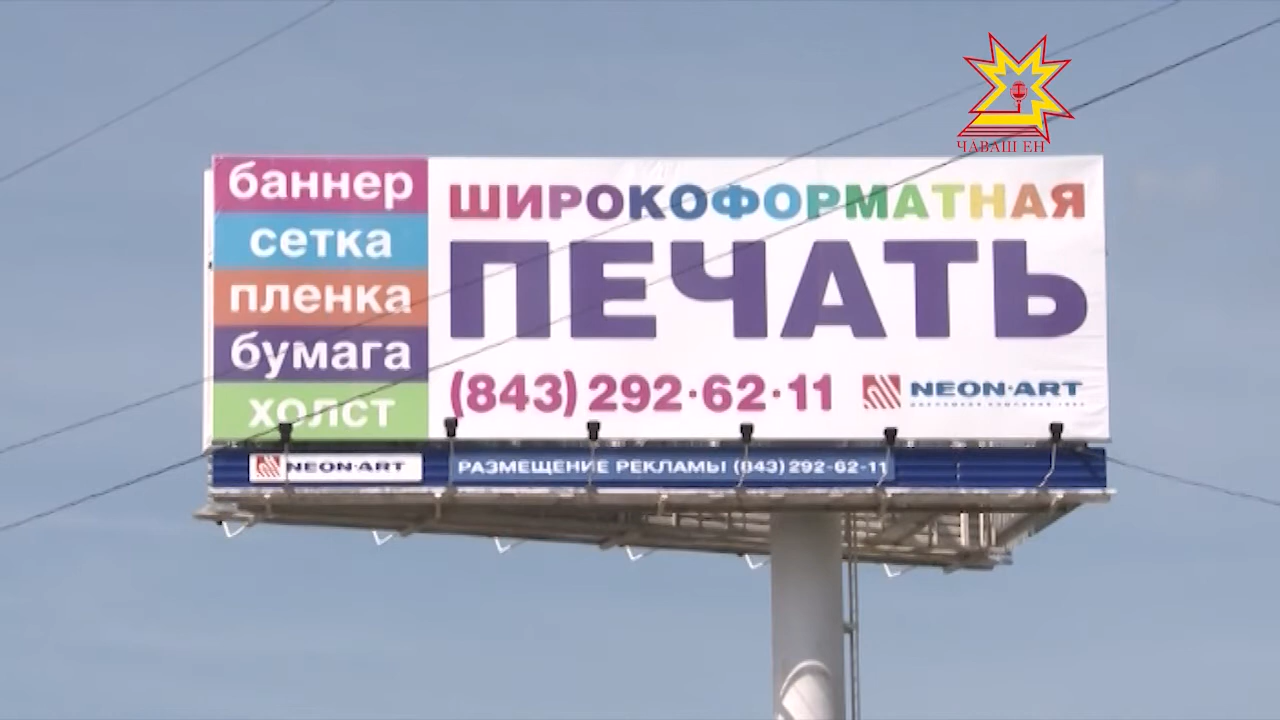 ЧАВАШ ЕН
баннер
сетка
пленка
бумага
холст
ШИРОКОФОРМАТНАЯ
ПЕЧАТЬ
(843) 292·62·11
NEON·ART
NEON·ART
РАЗМЕЩЕНИЕ РЕКЛАМЫ (843) 292-62-11